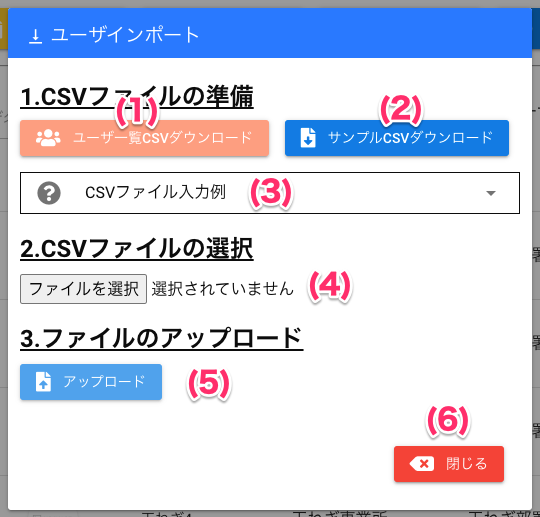 ユーザインポート
1.CSVファイルの準備
(1)
(2)
ユーザ一覧CSVダウンロード
サンプルCSVダウンロード
CSVファイル入力例
(3)
2.CSVファイルの選択
ファイルを選択 選択されていません
(4)
3.ファイルのアップロード
アップロード
(5)
(6)
閉じる